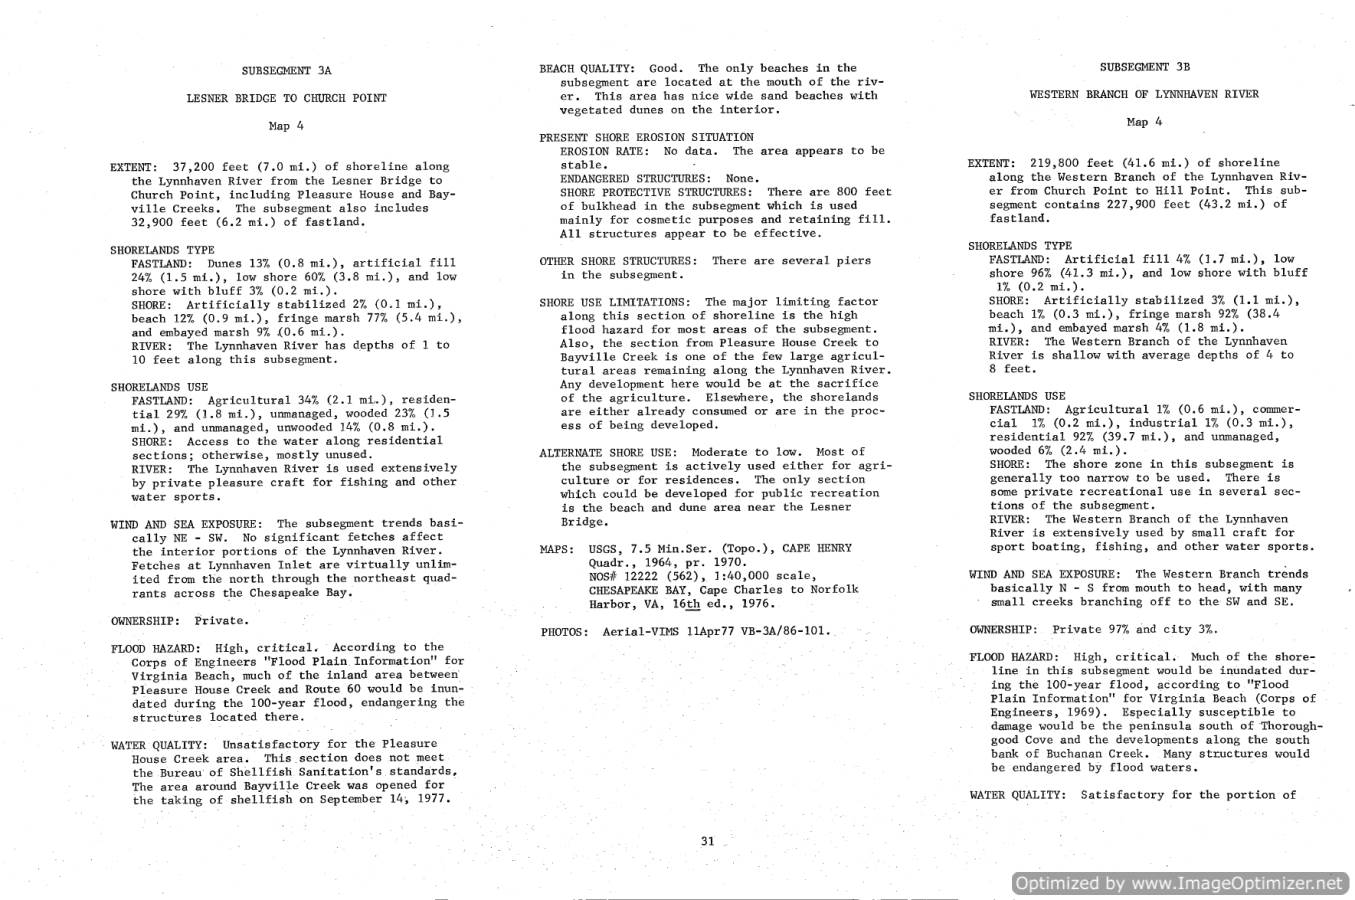 SUBSEGMENT 3A
LESNER BRIDGE TO CHURCH POINT
Map 4
EXTENT: 37,200 feet (7.0 mi.) of shoreline along
the Lynnhaven River from the Lesner Bridge to
Church Point, including Pleasure House and Bay-
ville Creeks. The subsegment also includes
32,900 feet (6.2 mi.) of fastland.
SHORELANDS TYPE
FASTLAND: Dunes 13% (0.8 mi.), artificial fill
24% (1.5 mi.), low shore 60% (3.8 mi.), and low
shore with bluff 3% (0.2 mi.).
SHORE: Artificially stabilized 2% (0.1 mi.),
beach 12% (0.9 mi.), fringe marsh 77% (5.4 mi.),
and embayed marsh 9% (0.6 mi.).
RIVER: The Lynnhaven River has depths of 1 to
10 feet along this subsegment.
SHORELANDS USE
FASTLAND: Agricultural 34% (2.1 mi.), residen-
tial 29% (1.8 mi.), unmanaged, wooded 23% (1.5
mi.), and unmanaged, unwooded 14% (0.8 mi.).
SHORE: Access to the water along residential
sections; otherwise, mostly unused.
RIVER: The Lynnhaven River is used extensively
by private pleasure craft for fishing and other
water sports.
WIND AND SEA EXPOSURE: The subsegment trends basi-
cally NE - SW. No significant fetches affect
the interior portions of the Lynnhaven River.
Fetches at Lynnhaven Inlet are virtually unlim-
ited from the north through the northeast quad-
rants across the Chesapeake Bay.
OWNERSHIP: Private.
FLOOD HAZARD: High, critical. According to the
Corps of Engineers "Flood Plain Information" for
Virginia Beach, much of the inland area between
Pleasure House Creek and Route 60 would be inun-
dated during the 100-year flood, endangering the
structures located there.
WATER QUALITY: Unsatisfactory for the Pleasure
House Creek area. This section does not meet
the Bureau of Shellfish Sanitation's standards.
The area around Bayville Creek was opened for
the taking of shellfish on September 14, 1977.
BEACH QUALITY: Good. The only beaches in the
subsegment are located at the mouth of the riv-
er. This area has nice wide sand beaches with
vegetated dunes on the interior.
PRESENT SHORE EROSION SITUATION
EROSION RATE: No data. The area appears to be
stable.
ENDANGERED STRUCTURES: None.
SHORE PROTECTIVE STRUCTURES: There are 800 feet
of bulkhead in the subsegment which is used
mainly for cosmetic purposes and retaining fill.
All structures appear to be effective.
OTHER SHORE STRUCTURES: There are several piers
in the subsegment.
SHORE USE LIMITATIONS: The major limiting factor
along this section of shoreline is the high
flood hazard for most areas of the subsegment.
Also, the section from Pleasure House Creek to
Bayville Creek is one of the few large agricul-
tural areas remaining along the Lynnhaven River.
Any development here would be at the sacrifice
of the agriculture. Elsewhere, the shorelands
are either already consumed or are in the proc-
ess of being developed.
ALTERNATE SHORE USE: Moderate to low. Most of
the subsegment is actively used either for agri-
culture or for residences. The only section
which could be developed for public recreation
is the beach and dune area near the Lesner
Bridge.
MAPS: USGS, 7.5 Min.Ser. (Topo.), CAPE HENRY
Quadr., 1964, pr. 1970.
NOS# 12222 (562), 1:40,000 scale,
CHESAPEAKE BAY, Cape Charles to Norfolk
Harbor, VA, 16th ed., 1976.
PHOTOS: Aerial-VIMS 11Apr77 VB-3A/86-101.
SUBSEGMENT 3B
WESTERN BRANCH OF LYNNHAVEN RIVER
Map 4
EXTENT: 219,800 feet (41.6 mi.) of shoreline
along the Western Branch of the Lynnhaven Riv-
er from Church Point to Hill Point. This sub-
segment contains 227,900 feet (43.2 mi.) of
fastland.
SHORELANDS TYPE
FASTLAND: Artificial fill 4% (1.7 mi.), low
shore 96% (41.3 mi.), and low shore with bluff
1% (0.2 mi.).
SHORE: Artificially stabilized 3% (1.1 mi.),
beach 1% (0.3 mi.), fringe marsh 92% (38.4
mi.), and embayed marsh 4% (1.8 mi.).
RIVER: The Western Branch of the Lynnhaven
River is shallow with average depths of 4 to
8 feet.
SHORELANDS USE
FASTLAND: Agricultural 1% (0.6 mi.), commer-
cial 1% (0.2 mi.), industrial 1% (0.3 mi.),
residential 92% (39.7 mi.), and unmanaged,
wooded 6% (2.4 mi.).
SHORE: The shore zone in this subsegment is
generally too narrow to be used. There is
some private recreational use in several sec-
tions of the subsegment.
RIVER: The Western Branch of the Lynnhaven
River is extensively used by small craft for
sport boating, fishing, and other water sports.
WIND AND SEA EXPOSURE: The Western Branch trends
basically N - S from mouth to head, with many
small creeks branching off to the SW and SE.
OWNERSHIP: Private 97% and city 3%.
FLOOD HAZARD: High, critical. Much of the shore-
line in this subsegment would be inundated dur-
ing the 100-year flood, according to "Flood
Plain Information" for Virginia Beach (Corps of
Engineers, 1969). Especially susceptible to
damage would be the peninsula south of Thorough-
good Cove and the developments along the south
bank of Buchanan Creek. Many structures would
be endangered by flood waters.
WATER QUALITY: Satisfactory for the portion of
31
Optimized by www.ImageOptimizer.net